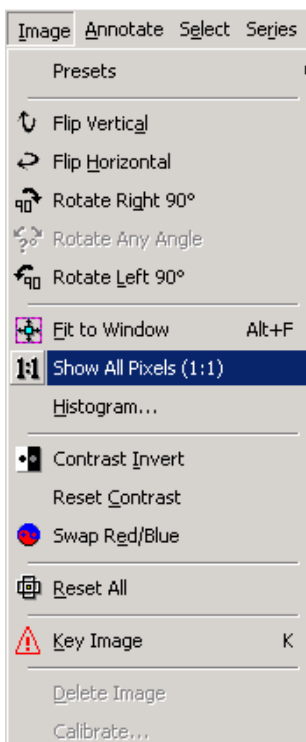 Image Annotate Select Series
Presets
Flip Vertical
Flip Horizontal
90 Rotate Right 90°
Rotate Any Angle
90 Rotate Left 90°
Fit to Window Alt+F
1:1 Show All Pixels (1:1)
Histogram...
Contrast Invert
Reset Contrast
Swap Red/Blue
Reset All
Key Image K
Delete Image
Calibrate...